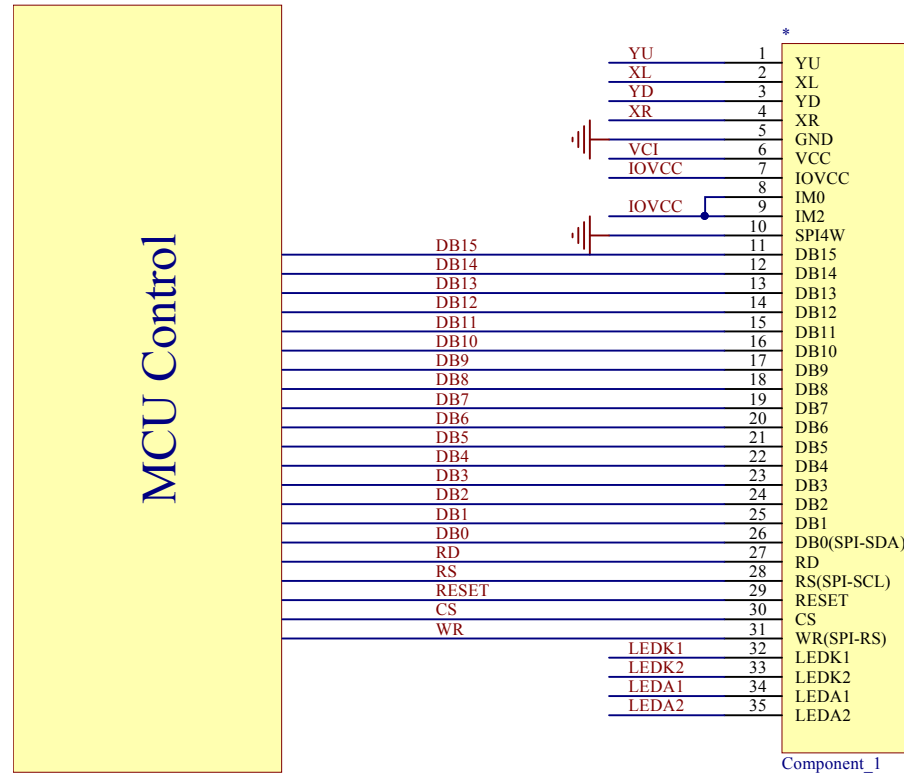 *
YU 1 YU
XL 2 XL
YD 3 YD
XR 4 XR
5 GND
VCI 6 VCC
IOVCC 7 IOVCC
8 IM0
IOVCC 9 IM2
10 SPI4W
DB15 11 DB15
DB14 12 DB14
DB13 13 DB13
DB12 14 DB12
DB11 15 DB11
DB10 16 DB10
DB9 17 DB9
DB8 18 DB8
DB7 19 DB7
DB6 20 DB6
DB5 21 DB5
DB4 22 DB4
DB3 23 DB3
DB2 24 DB2
DB1 25 DB1
DB0 26 DB0(SPI-SDA)
RD 27 RD
RS 28 RS(SPI-SCL)
RESET 29 RESET
CS 30 CS
WR 31 WR(SPI-RS)
LEDK1 32 LEDK1
LEDK2 33 LEDK2
LEDA1 34 LEDA1
LEDA2 35 LEDA2
Component_1
MCU Control